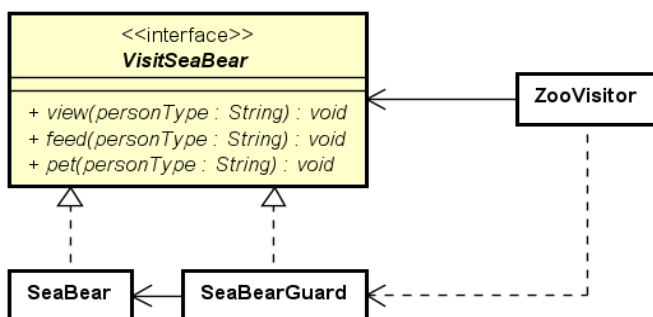 <<interface>>
VisitSeaBear
+ view(personType : String) : void
+ feed(personType : String) : void
+ pet(personType : String) : void
ZooVisitor
SeaBear
SeaBearGuard